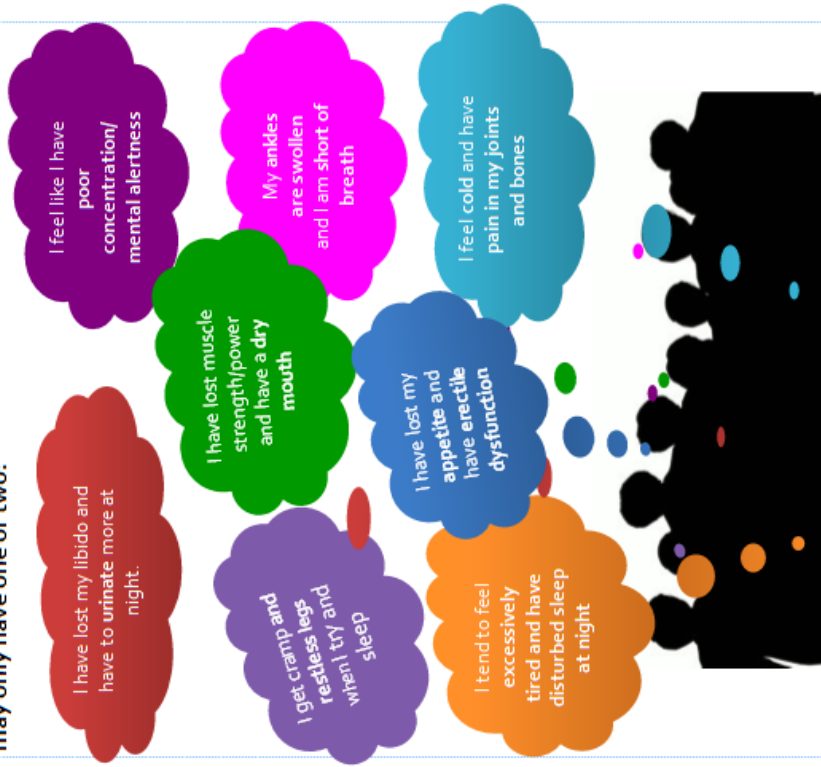 may only have one or two.
I have lost my libido and
have to urinate more at
night.
I feel like I have
poor
concentration/
mental alertness
I get cramp and
restless legs
when I try and
sleep
I have lost muscle
strength/power
and have a dry
mouth
My ankles
are swollen
and I am short of
breath
I tend to feel
excessively
tired and have
disturbed sleep
at night
I have lost my
appetite and
have erectile
dysfunction
I feel cold and have
pain in my joints
and bones